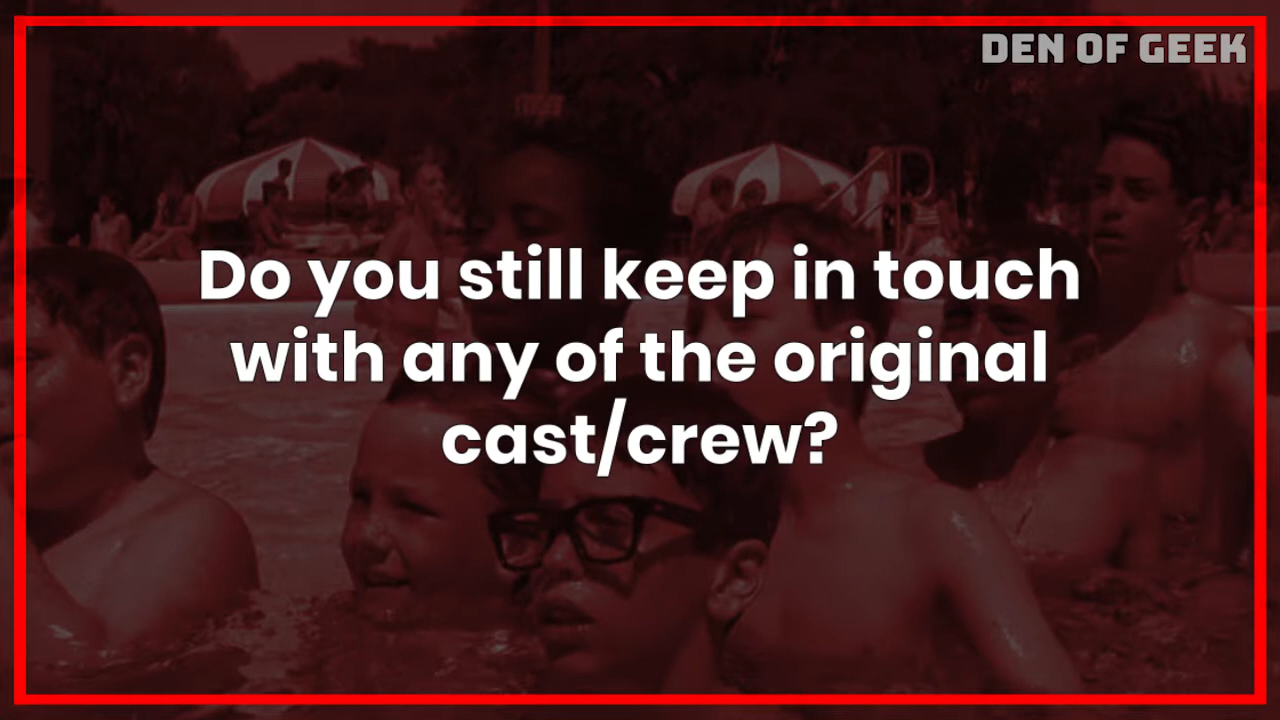 DEN OF GEEK
Do you still keep in touch
with any of the original
cast/crew?